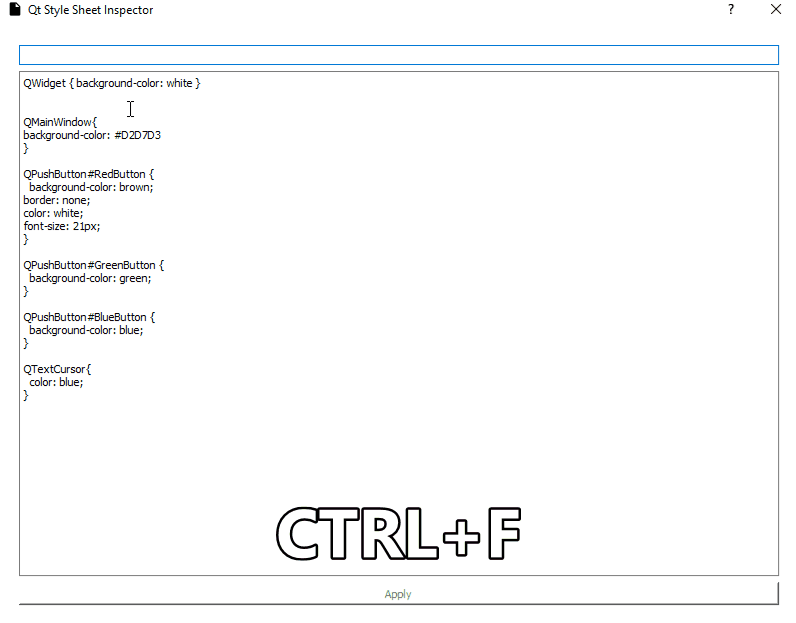 Qt Style Sheet Inspector
?
QWidget { background-color: white }
QMainWindow{
background-color: #D2D7D3
}
QPushButton#RedButton {
background-color: brown;
border: none;
color: white;
font-size: 21px;
}
QPushButton#GreenButton {
background-color: green;
}
QPushButton#BlueButton {
background-color: blue;
}
QTextCursor{
color: blue;
}
CTRL+F
Apply